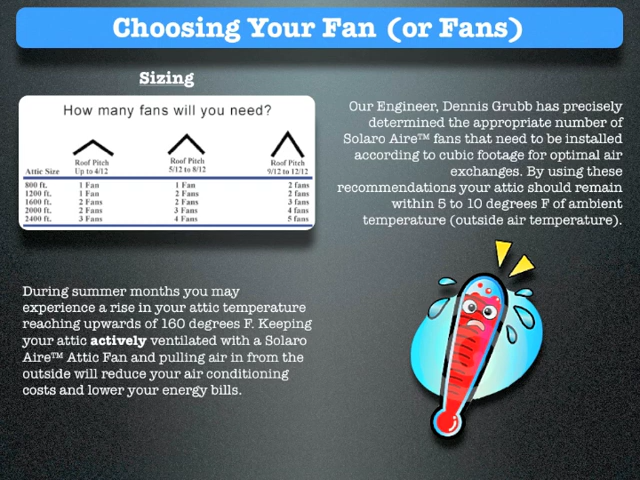 Choosing Your Fan (or Fans)
Sizing
How many fans will you need?
Attic Size Roof Pitch Up to 4/12 Roof Pitch 5/12 to 8/12 Roof Pitch 9/12 to 12/12
800 ft. 1 Fan 1 Fan 2 fans
1200 ft. 1 Fan 2 Fans 2 fans
1600 ft. 2 Fans 2 Fans 3 fans
2000 ft. 2 Fans 3 Fans 4 fans
2400 ft. 3 Fans 4 Fans 5 fans
Our Engineer, Dennis Grubb has precisely
determined the appropriate number of
Solaro Aire™ fans that need to be installed
according to cubic footage for optimal air
exchanges. By using these
recommendations your attic should remain
within 5 to 10 degrees F of ambient
temperature (outside air temperature).
During summer months you may
experience a rise in your attic temperature
reaching upwards of 160 degrees F. Keeping
your attic actively ventilated with a Solaro
Aire™ Attic Fan and pulling air in from the
outside will reduce your air conditioning
costs and lower your energy bills.